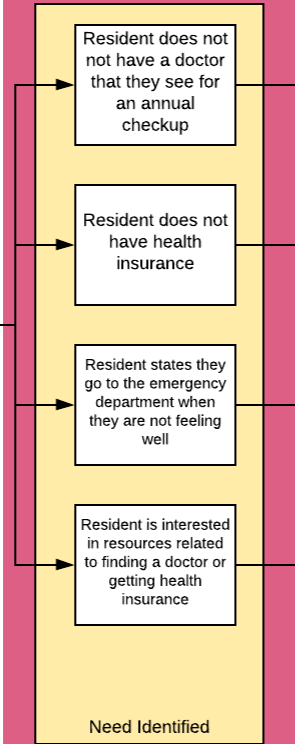 Resident does not
not have a doctor
that they see for
an annual
checkup
Resident does not
have health
insurance
Resident states they
go to the emergency
department when
they are not feeling
well
Resident is interested
in resources related
to finding a doctor or
getting health
insurance
Need Identified